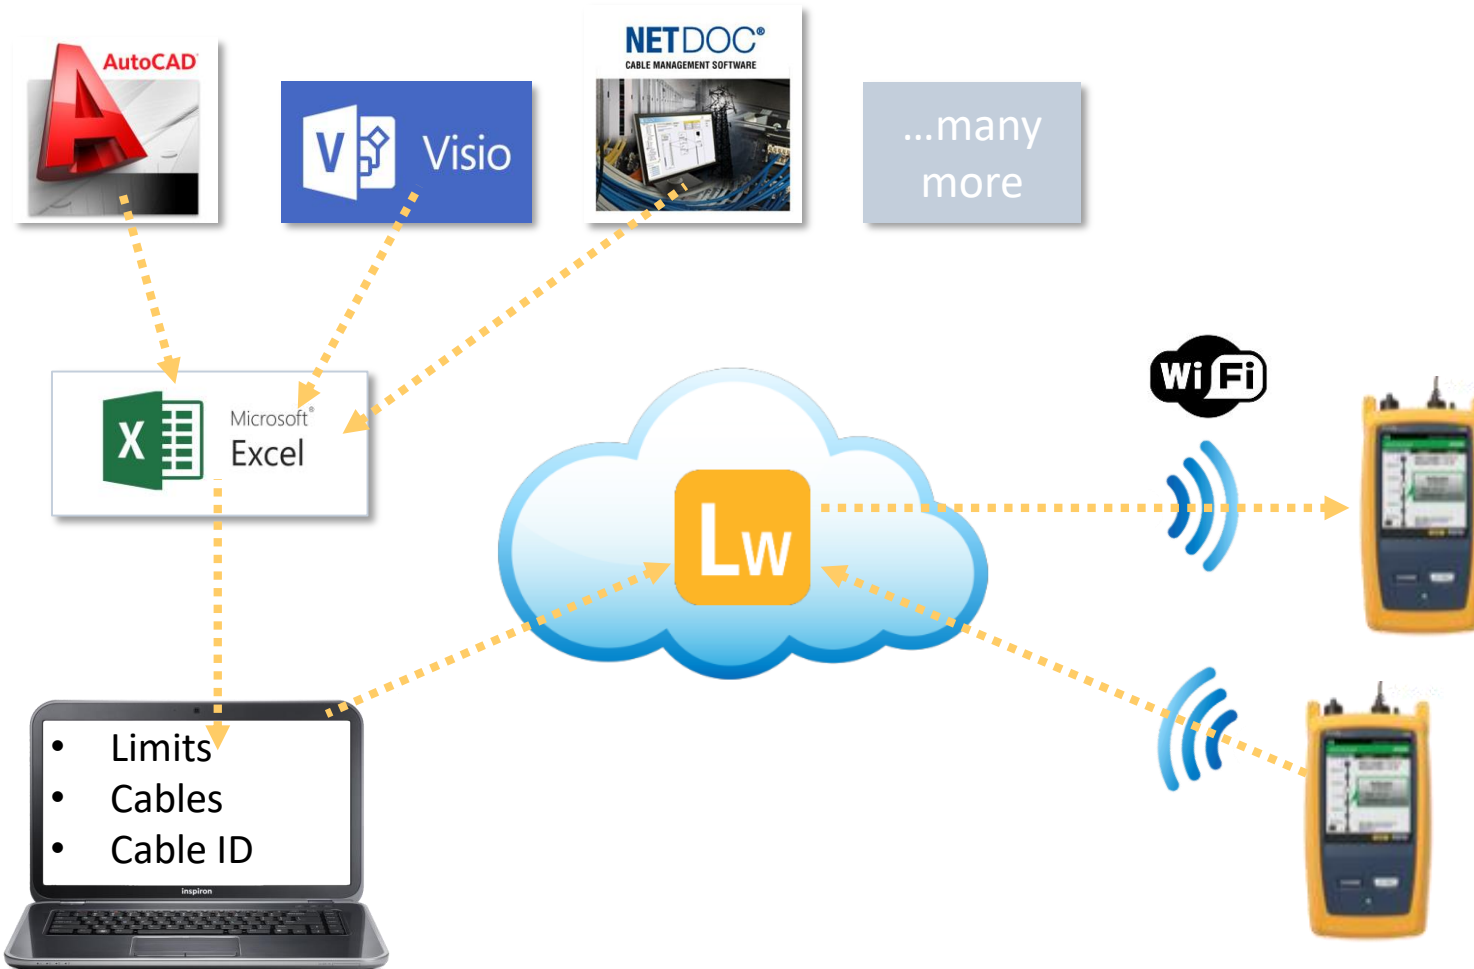 AutoCAD
V
Visio
NETDOC®
CABLE MANAGEMENT SOFTWARE
...many
more
X
Microsoft®
Excel
WiFi
LW
• Limits
• Cables
• Cable ID
inspiron